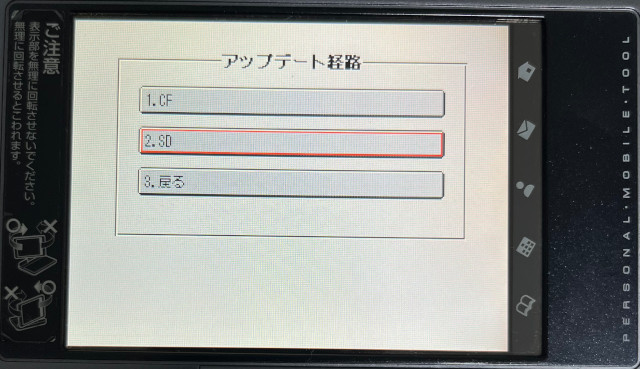 アップデート経路
1.CF
2.SD
3.戻る
ご注意
表示部を無理に回転させないでください。
無理に回転させるとこわれます。
PERSONAL・MOBILE・TOOL